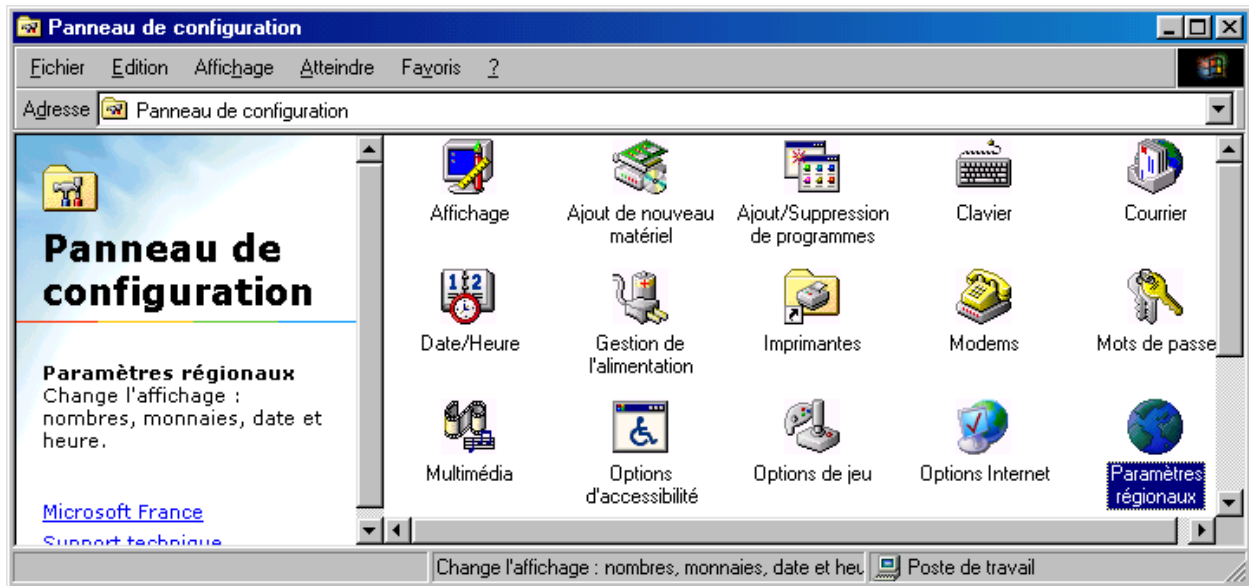 Panneau de configuration
Fichier Edition Affichage Atteindre Favoris ?
Adresse Panneau de configuration
Panneau de
configuration
Paramètres régionaux
Change l'affichage :
nombres, monnaies, date et
heure.
Microsoft France
Support technique
Affichage
Ajout de nouveau
matériel
Ajout/Suppression
de programmes
Clavier
Courrier
Date/Heure
Gestion de
l'alimentation
Imprimantes
Modems
Mots de passe
Multimédia
Options
d'accessibilité
Options de jeu
Options Internet
Paramètres
régionaux
Change l'affichage : nombres, monnaies, date et heu
Poste de travail